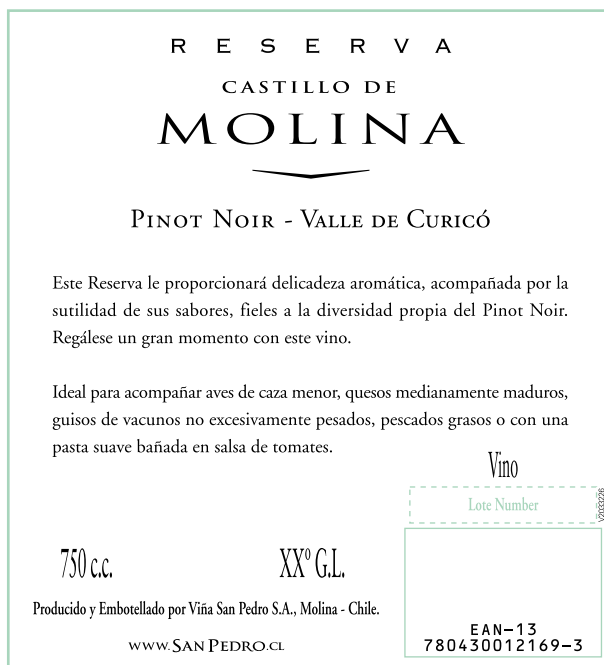 RESERVA
CASTILLO DE
MOLINA
PINOT NOIR - VALLE DE CURICÓ
Este Reserva le proporcionará delicadeza aromática, acompañada por la
sutilidad de sus sabores, fieles a la diversidad propia del Pinot Noir.
Regálese un gran momento con este vino.
Ideal para acompañar aves de caza menor, quesos medianamente maduros,
guisos de vacunos no excesivamente pesados, pescados grasos o con una
pasta suave bañada en salsa de tomates.
Vino
Lote Number
V2033226
750 c.c.
XXº G.L.
Producido y Embotellado por Viña San Pedro S.A., Molina - Chile.
WWW.SANPEDRO.CL
EAN-13
780430012169-3